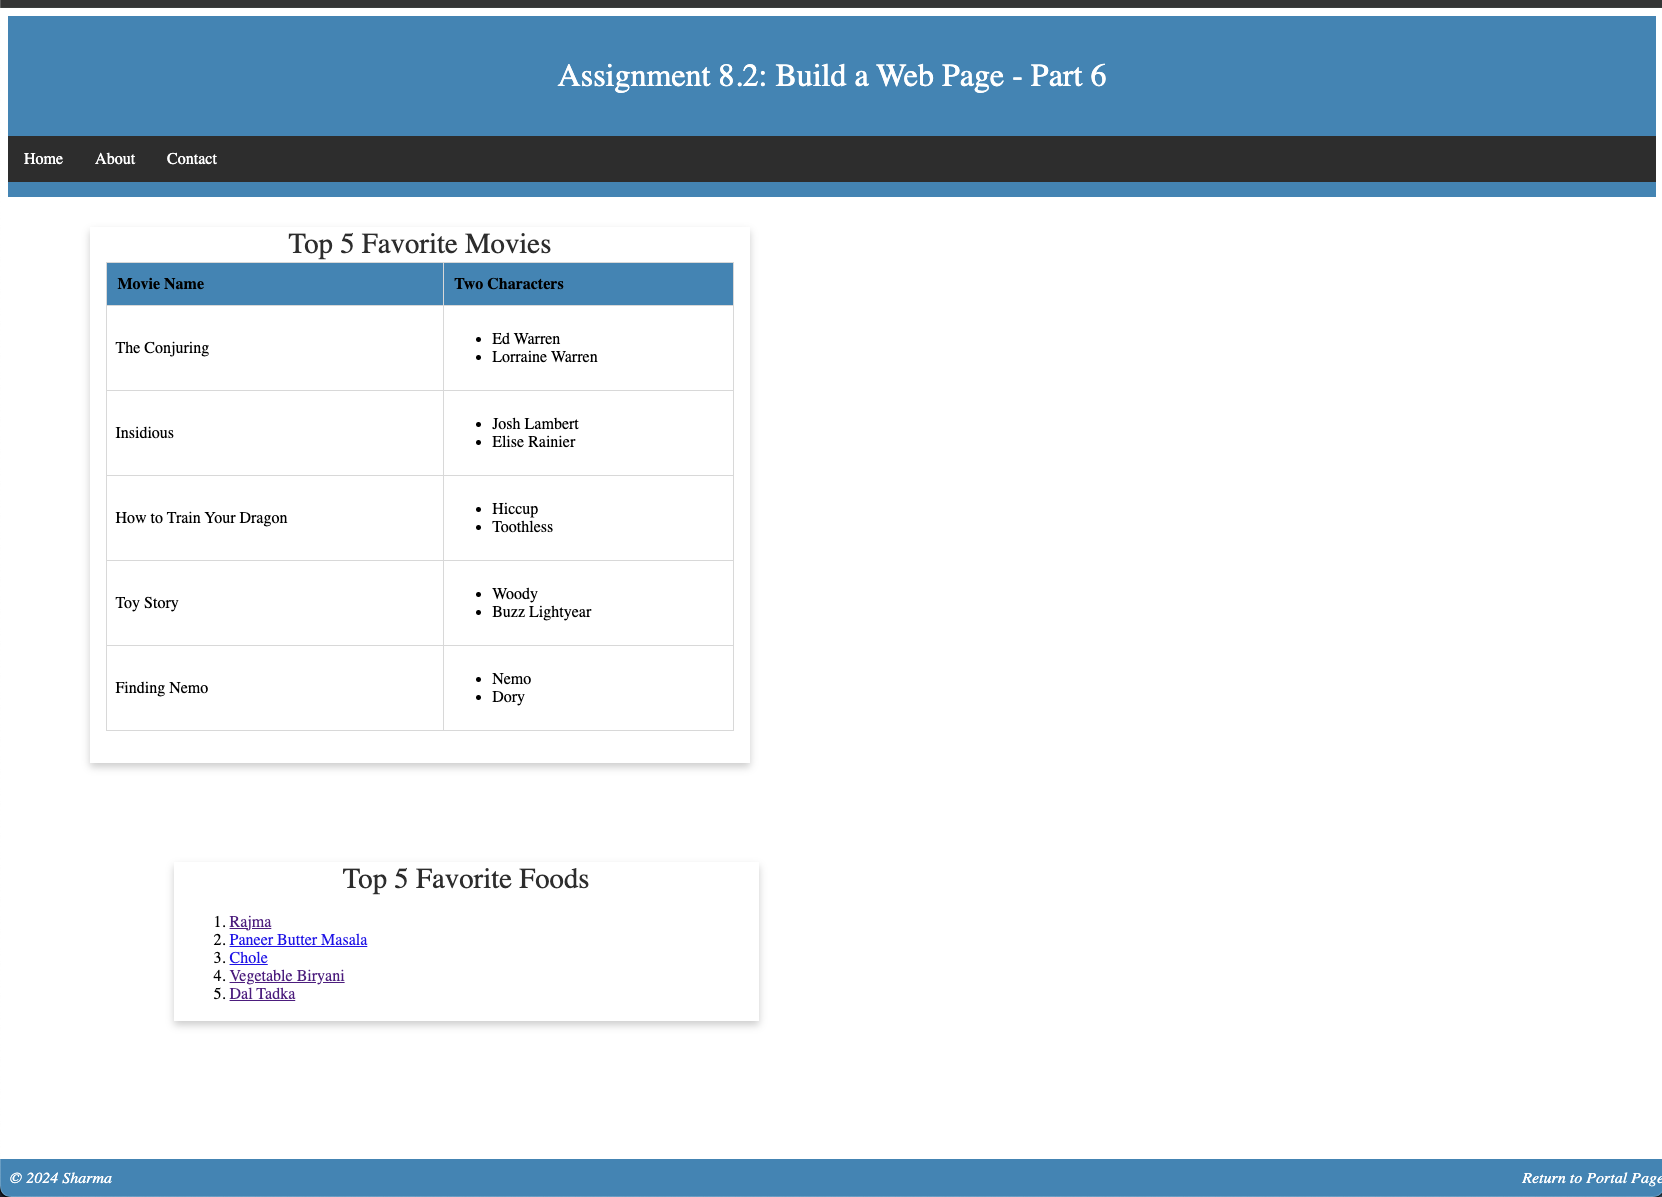 Assignment 8.2: Build a Web Page - Part 6
Home About Contact
Top 5 Favorite Movies
Movie Name Two Characters
The Conjuring
• Ed Warren
• Lorraine Warren
Insidious
• Josh Lambert
• Elise Rainier
How to Train Your Dragon
• Hiccup
• Toothless
Toy Story
• Woody
• Buzz Lightyear
Finding Nemo
• Nemo
• Dory
Top 5 Favorite Foods
1. Rajma
2. Paneer Butter Masala
3. Chole
4. Vegetable Biryani
5. Dal Tadka
© 2024 Sharma Return to Portal Page